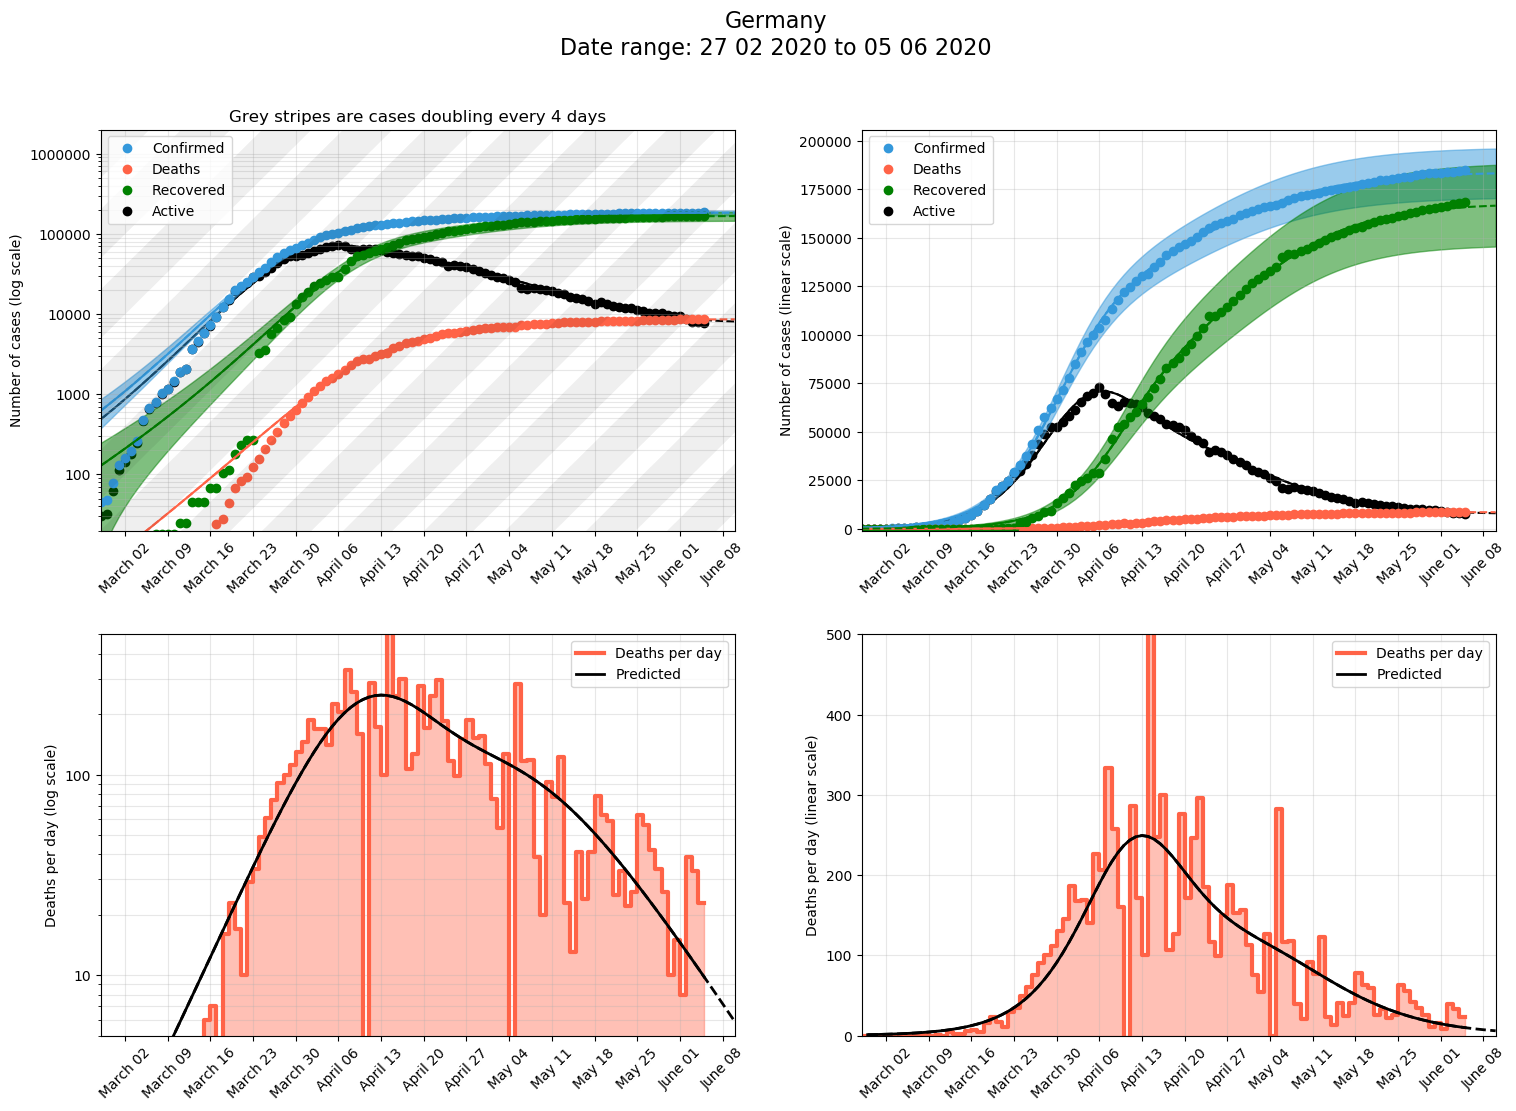 Germany
Date range: 27 02 2020 to 05 06 2020
Grey stripes are cases doubling every 4 days
Number of cases (log scale)
1000000
100000
10000
1000
100
Confirmed
Deaths
Recovered
Active
March 02
March 09
March 16
March 23
March 30
April 06
April 13
April 20
April 27
May 04
May 11
May 18
May 25
June 01
June 08
Number of cases (linear scale)
200000
175000
150000
125000
100000
75000
50000
25000
0
Confirmed
Deaths
Recovered
Active
March 02
March 09
March 16
March 23
March 30
April 06
April 13
April 20
April 27
May 04
May 11
May 18
May 25
June 01
June 08
Deaths per day (log scale)
100
10
Deaths per day
Predicted
March 02
March 09
March 16
March 23
March 30
April 06
April 13
April 20
April 27
May 04
May 11
May 18
May 25
June 01
June 08
Deaths per day (linear scale)
500
400
300
200
100
0
Deaths per day
Predicted
March 02
March 09
March 16
March 23
March 30
April 06
April 13
April 20
April 27
May 04
May 11
May 18
May 25
June 01
June 08